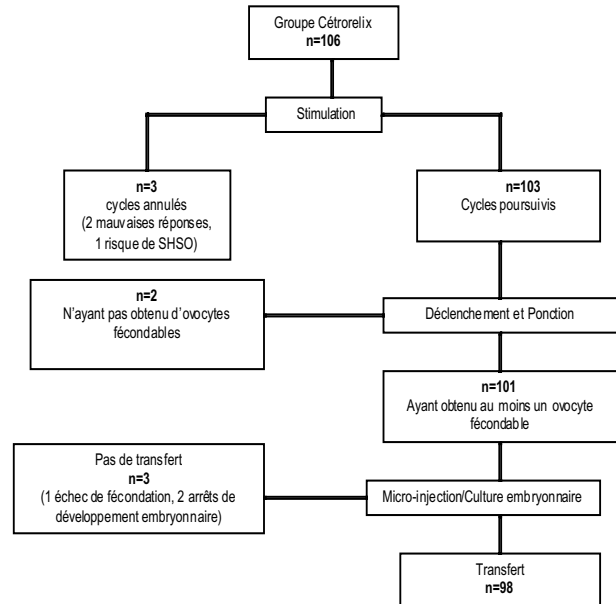 Groupe Cétrorelix
n=106
Stimulation
n=3
cycles annulés
(2 mauvaises réponses,
1 risque de SHSO)
n=103
Cycles poursuivis
n=2
N'ayant pas obtenu d'ovocytes
fécondables
Déclenchement et Ponction
n=101
Ayant obtenu au moins un ovocyte
fécondable
Pas de transfert
n=3
(1 échec de fécondation, 2 arrêts de
développement embryonnaire)
Micro-injection/Culture embryonnaire
Transfert
n=98